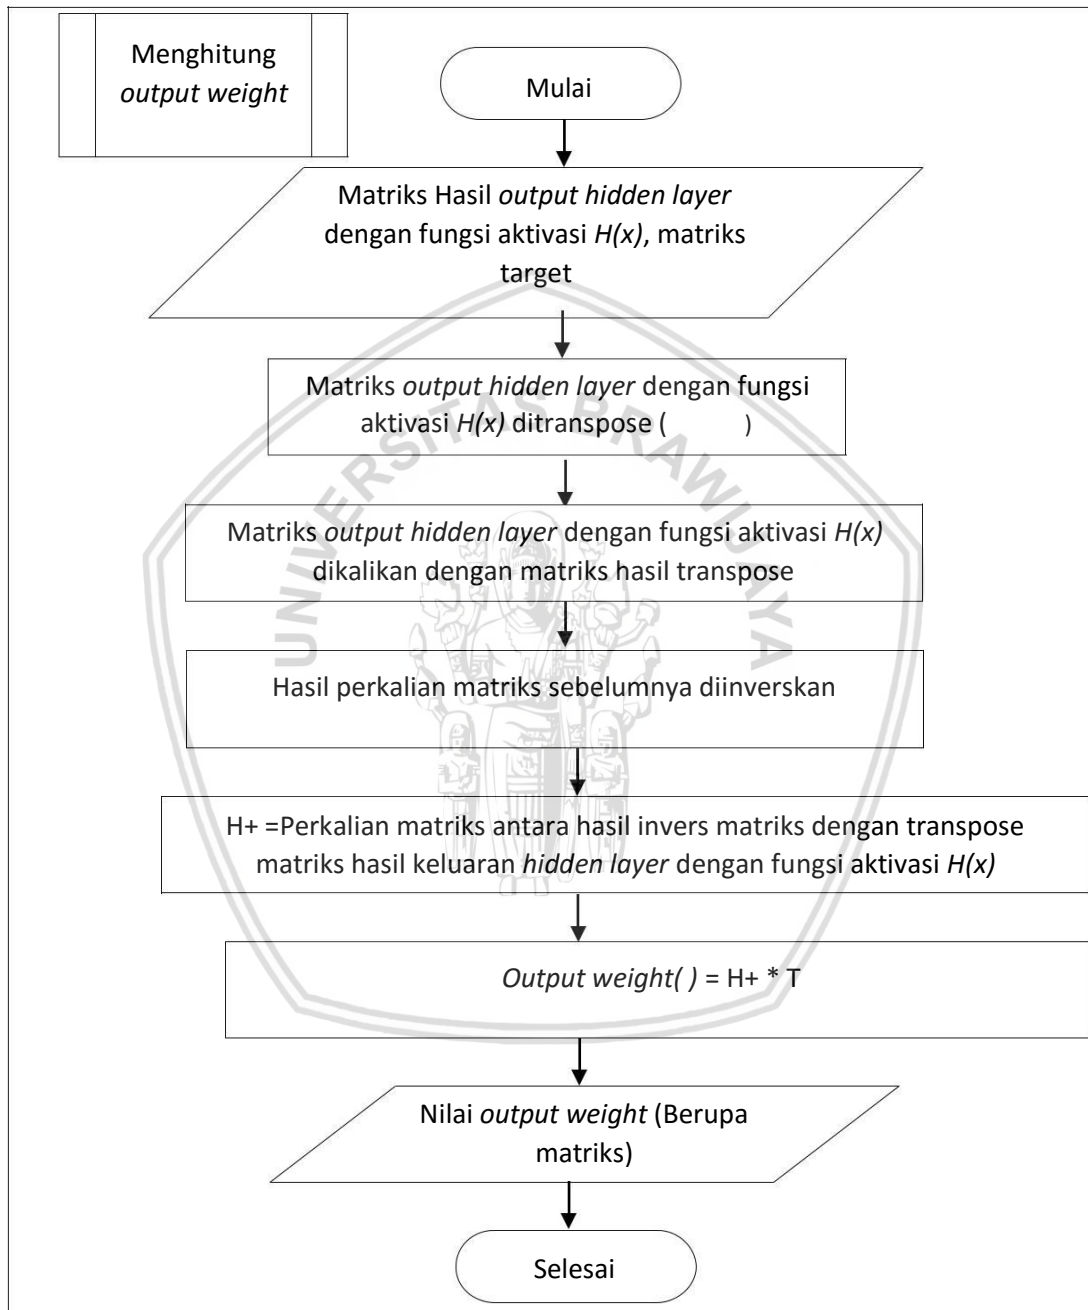 Menghitung
output weight
Mulai
Matriks Hasil output hidden layer
dengan fungsi aktivasi H(x), matriks
target
Matriks output hidden layer dengan fungsi
aktivasi H(x) ditranspose ( )
Matriks output hidden layer dengan fungsi aktivasi H(x)
dikalikan dengan matriks hasil transpose
Hasil perkalian matriks sebelumnya diinverskan
H+ =Perkalian matriks antara hasil invers matriks dengan transpose
matriks hasil keluaran hidden layer dengan fungsi aktivasi H(x)
Output weight( ) = H+ * T
Nilai output weight (Berupa
matriks)
Selesai
UNIVERSITAS BRAWIJAYA